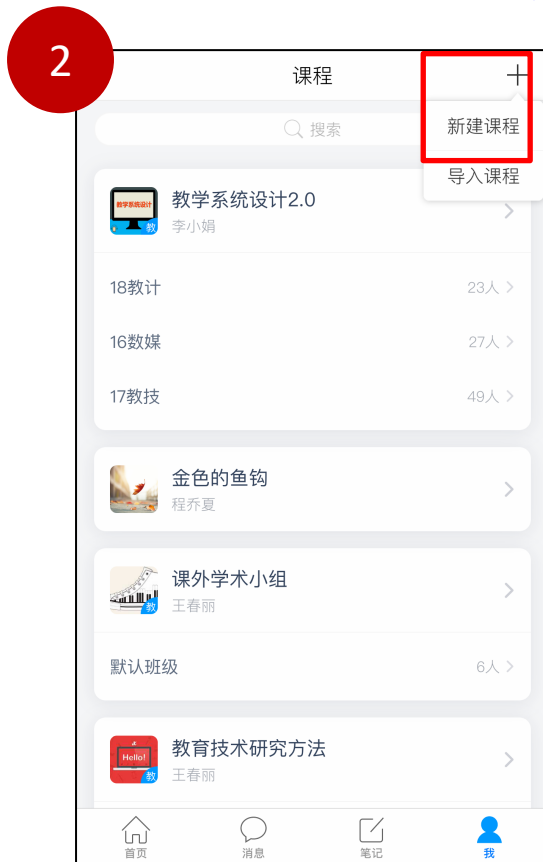 2
课程
搜索
新建课程
导入课程
教学系统设计
教
教学系统设计2.0
李小娟
18教计
23人
16数媒
27人
17教技
49人
金色的鱼钩
程乔夏
教
课外学术小组
王春丽
默认班级
6人
Hello!
教
教育技术研究方法
王春丽
首页
消息
笔记
我